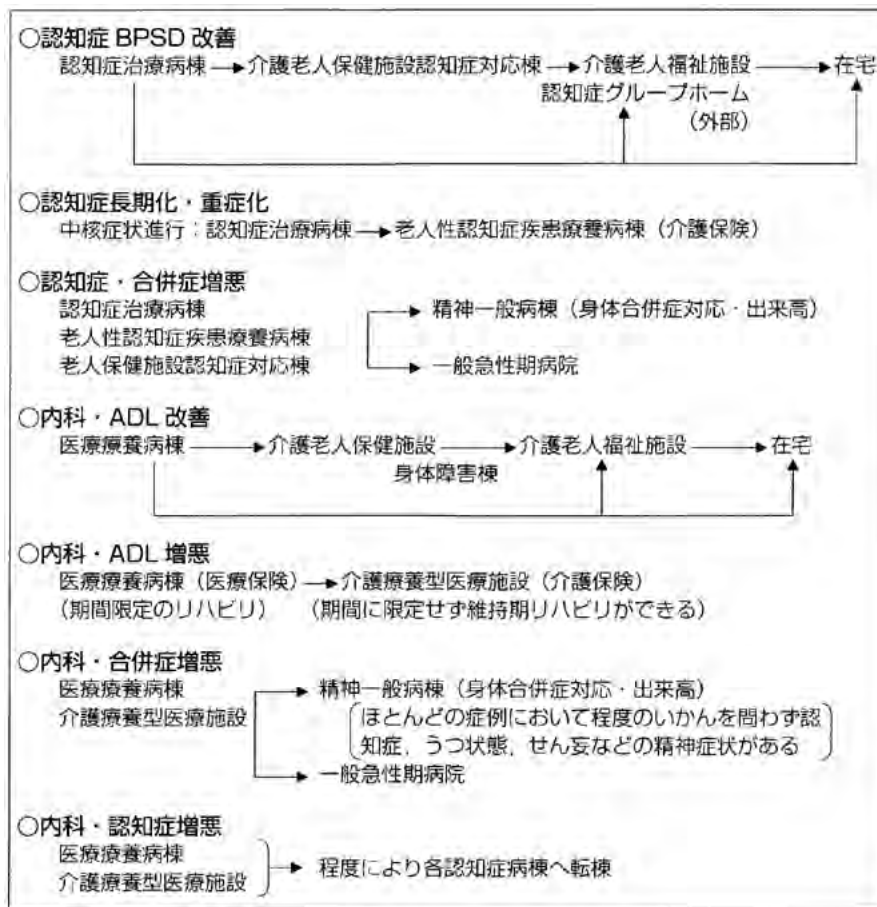 ○認知症 BPSD 改善
認知症治療病棟→介護老人保健施設認知症対応棟→介護老人福祉施設→在宅
認知症グループホーム
(外部)
○認知症長期化・重症化
中核症状進行：認知症治療病棟→老人性認知症疾患療養病棟（介護保険）
○認知症・合併症増悪
認知症治療病棟
→精神一般病棟（身体合併症対応・出来高）
老人性認知症疾患療養病棟
老人保健施設認知症対応棟
→一般急性期病院
○内科・ADL 改善
医療療養病棟→介護老人保健施設→介護老人福祉施設→在宅
身体障害棟
○内科・ADL 増悪
医療療養病棟（医療保険）→介護療養型医療施設（介護保険）
（期間限定のリハビリ）（期間に限定せず維持期リハビリができる）
○内科・合併症増悪
医療療養病棟
→精神一般病棟（身体合併症対応・出来高）
介護療養型医療施設
ほとんどの症例において程度のいかんを問わず認
知症，うつ状態，せん妄などの精神症状がある
→一般急性期病院
○内科・認知症増悪
医療療養病棟
介護療養型医療施設
→程度により各認知症病棟へ転棟